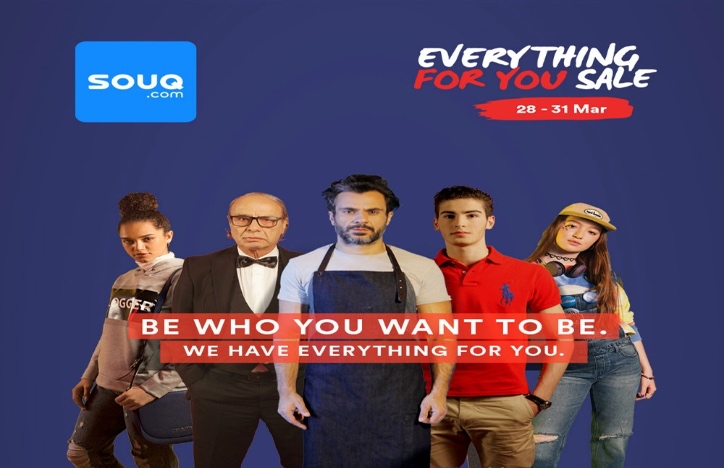 souq
.com
EVERYTHING
FOR YOU SALE
28 - 31 Mar
OGGER
BE WHO YOU WANT TO BE.
WE HAVE EVERYTHING FOR YOU.